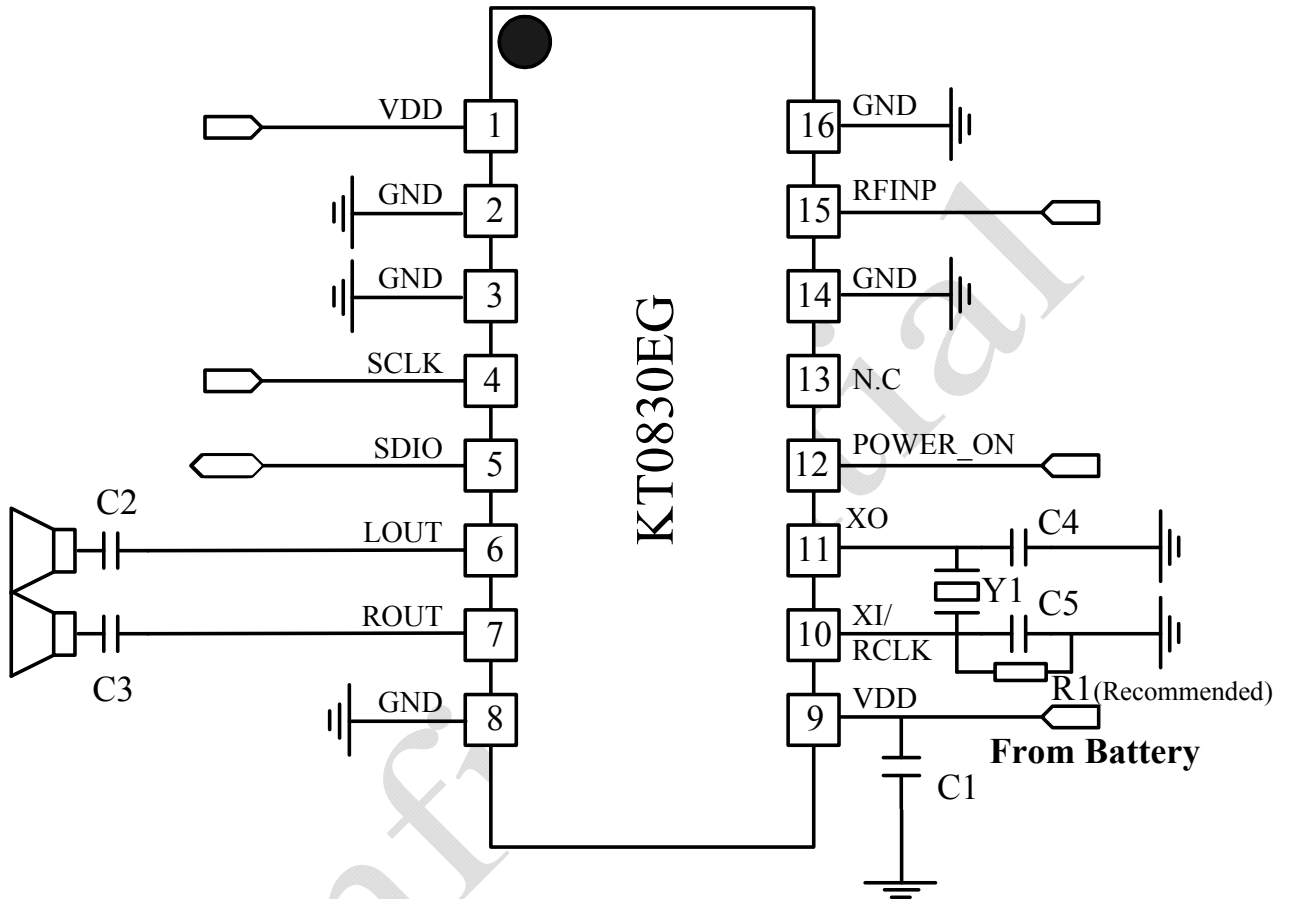 VDD
1
GND
2
GND
3
SCLK
4
SDIO
5
C2
LOUT
6
ROUT
7
C3
GND
8
KT0830EG
16
GND
15
RFINP
14
GND
13
N.C
12
POWER_ON
11
XO
C4
Y1
10
XI/
RCLK
C5
R1(Recommended)
9
VDD
From Battery
C1